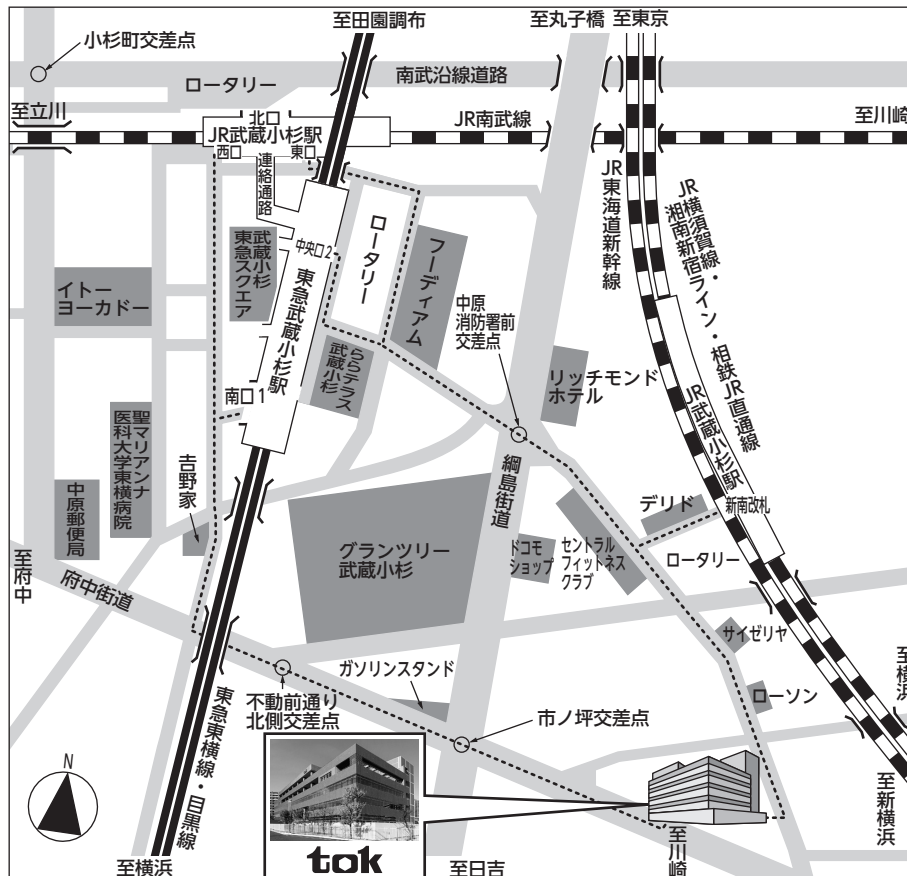 至田園調布
至丸子橋
至東京
小杉町交差点
ロータリー
南武沿線道路
至立川
北口
JR武蔵小杉駅
西口
東口
JR南武線
至川崎
連絡通路
武蔵小杉
東急スクエア
中央口2
東急武蔵小杉駅
ロータリー
フーディアム
中原
消防署前
交差点
JR東海道新幹線
JR横須賀線・
湘南新宿ライン・相鉄JR直通線
イトー
ヨーカドー
ららテラス
武蔵小杉
リッチモンド
ホテル
JR武蔵小杉駅
南口1
聖マリアンナ
医科大学東横病院
吉野家
中原郵便局
綱島街道
デリド
新南改札
ロータリー
グランツリー
武蔵小杉
ドコモ
ショップ
セントラル
フィットネス
クラブ
至府中
府中街道
サイゼリヤ
ガソリンスタンド
ローソン
至横浜
不動前通り
北側交差点
市ノ坪交差点
東急東横線・目黒線
N
tok
至横浜
至日吉
至川崎
至新横浜